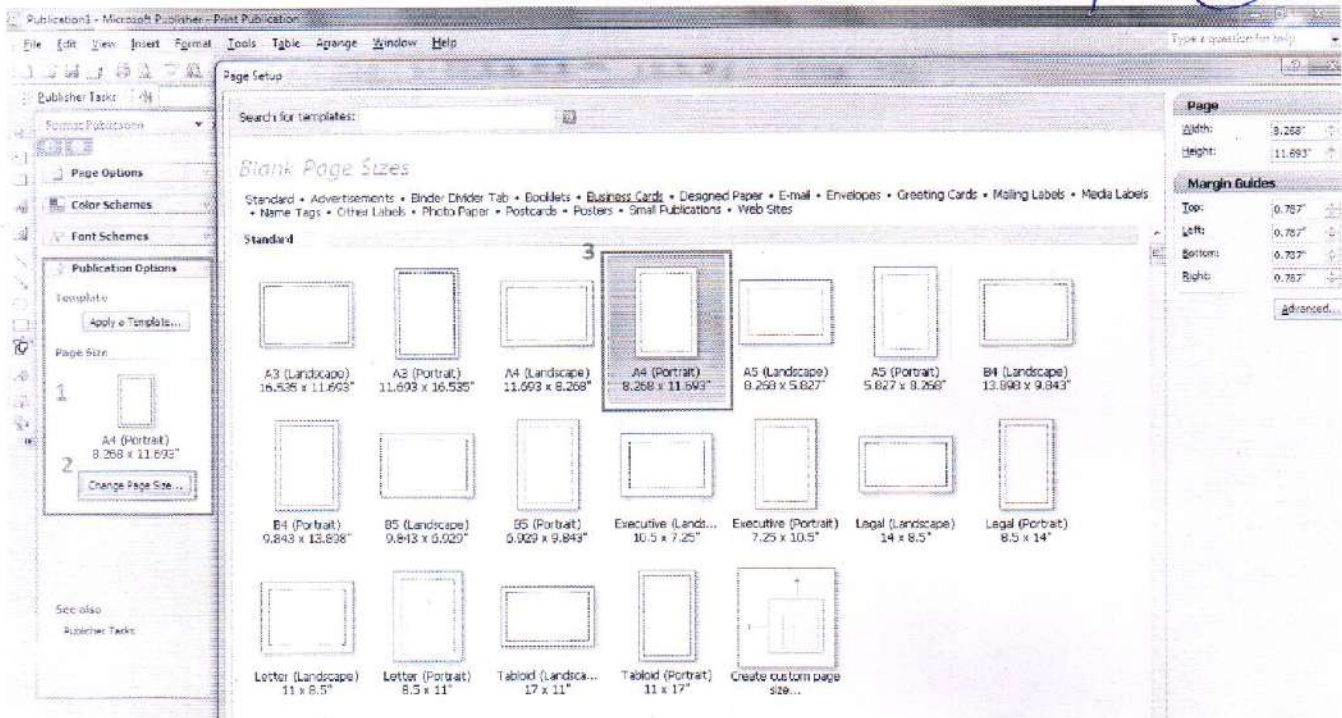 Publication1 - Microsoft Publisher - Print Publication
File Edit View Insert Format Tools Table Arrange Window Help
Type a question for help
Publisher Tasks
Format Publication
Page Options
Color Schemes
Font Schemes
Publication Options
Template
Apply a Template...
Page Size
1
A4 (Portrait)
8.268 x 11.693"
2
Change Page Size...
See also
Publisher Tasks
Page Setup
Search for templates:
Blank Page Sizes
Standard • Advertisements • Binder Divider Tab • Booklets • Business Cards • Designed Paper • E-mail • Envelopes • Greeting Cards • Mailing Labels • Media Labels
• Name Tags • Other Labels • Photo Paper • Postcards • Posters • Small Publications • Web Sites
Standard
3
A3 (Landscape) A3 (Portrait) A4 (Landscape) A4 (Portrait) A5 (Landscape) A5 (Portrait) B4 (Landscape)
16.535 x 11.693" 11.693 x 16.535" 11.693 x 8.268" 8.268 x 11.693" 8.268 x 5.827" 5.827 x 8.268" 13.898 x 9.843"
B4 (Portrait) B5 (Landscape) B5 (Portrait) Executive (Lands... Executive (Portrait) Legal (Landscape) Legal (Portrait)
9.843 x 13.898" 9.843 x 6.929" 6.929 x 9.843" 10.5 x 7.25" 7.25 x 10.5" 14 x 8.5" 8.5 x 14"
Letter (Landscape) Letter (Portrait) Tabloid (Landsca... Tabloid (Portrait) Create custom page
11 x 8.5" 8.5 x 11" 17 x 11" 11 x 17" size...
Page
Width: 8.268"
Height: 11.693"
Margin Guides
Top: 0.787"
Left: 0.787"
Bottom: 0.787"
Right: 0.787"
Advanced...